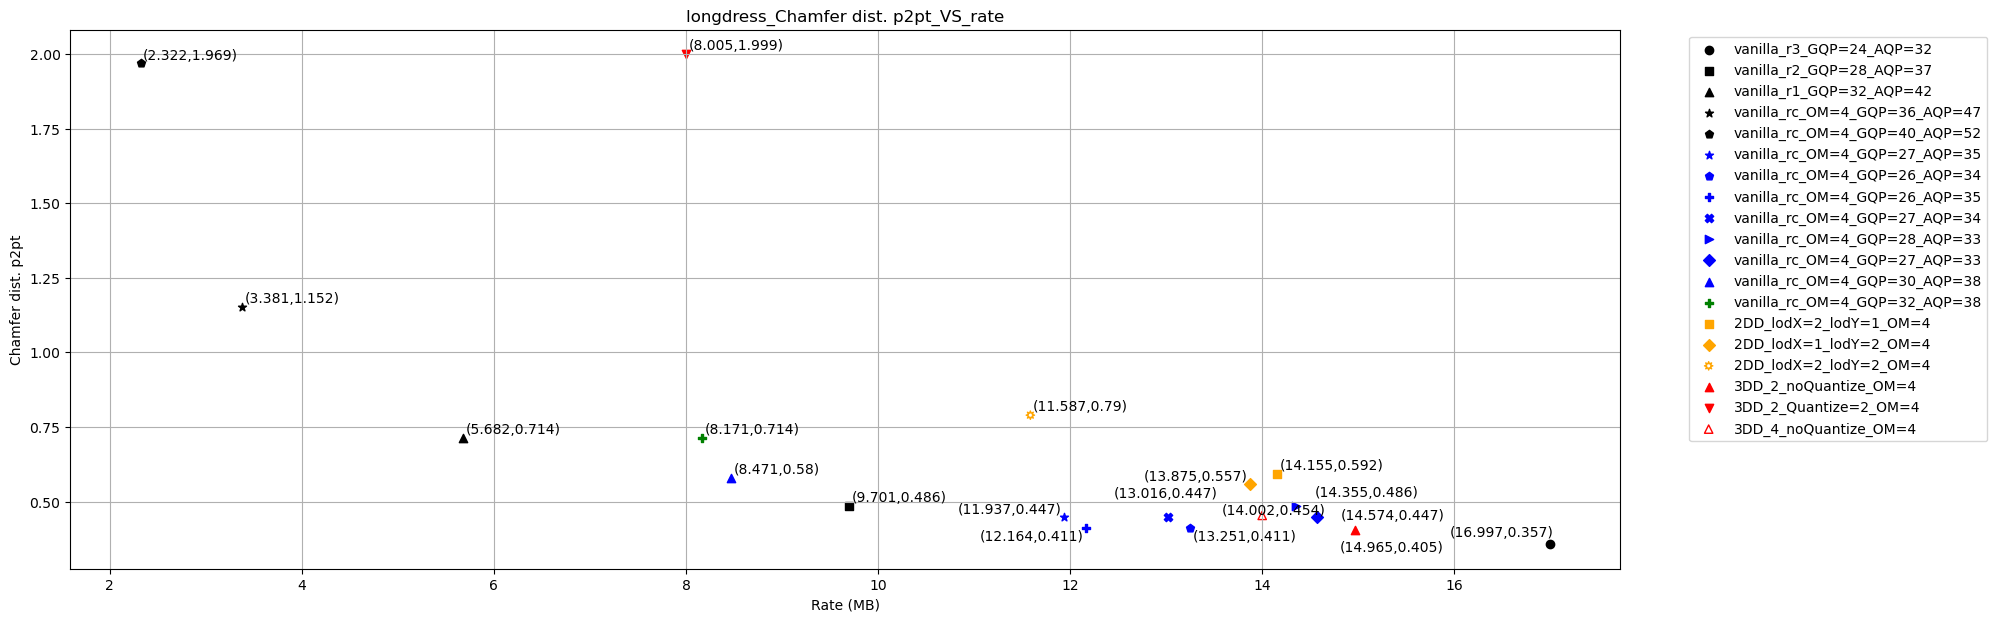 longdress_Chamfer dist. p2pt_VS_rate
Chamfer dist. p2pt
2.00
1.75
1.50
1.25
1.00
0.75
0.50
(2.322,1.969)
(8.005,1.999)
(3.381,1.152)
(5.682,0.714)
(8.171,0.714)
(11.587,0.79)
(8.471,0.58)
(9.701,0.486)
(13.875,0.557)
(14.155,0.592)
(13.016,0.447)
(14.355,0.486)
(11.937,0.447)
(14.002,0.454)
(14.574,0.447)
(12.164,0.411)
(13.251,0.411)
(16.997,0.357)
(14.965,0.405)
2
4
6
8
10
12
14
16
Rate (MB)
vanilla_r3_GQP=24_AQP=32
vanilla_r2_GQP=28_AQP=37
vanilla_r1_GQP=32_AQP=42
vanilla_rc_OM=4_GQP=36_AQP=47
vanilla_rc_OM=4_GQP=40_AQP=52
vanilla_rc_OM=4_GQP=27_AQP=35
vanilla_rc_OM=4_GQP=26_AQP=34
vanilla_rc_OM=4_GQP=26_AQP=35
vanilla_rc_OM=4_GQP=27_AQP=34
vanilla_rc_OM=4_GQP=28_AQP=33
vanilla_rc_OM=4_GQP=27_AQP=33
vanilla_rc_OM=4_GQP=30_AQP=38
vanilla_rc_OM=4_GQP=32_AQP=38
2DD_lodX=2_lodY=1_OM=4
2DD_lodX=1_lodY=2_OM=4
2DD_lodX=2_lodY=2_OM=4
3DD_2_noQuantize_OM=4
3DD_2_Quantize=2_OM=4
3DD_4_noQuantize_OM=4